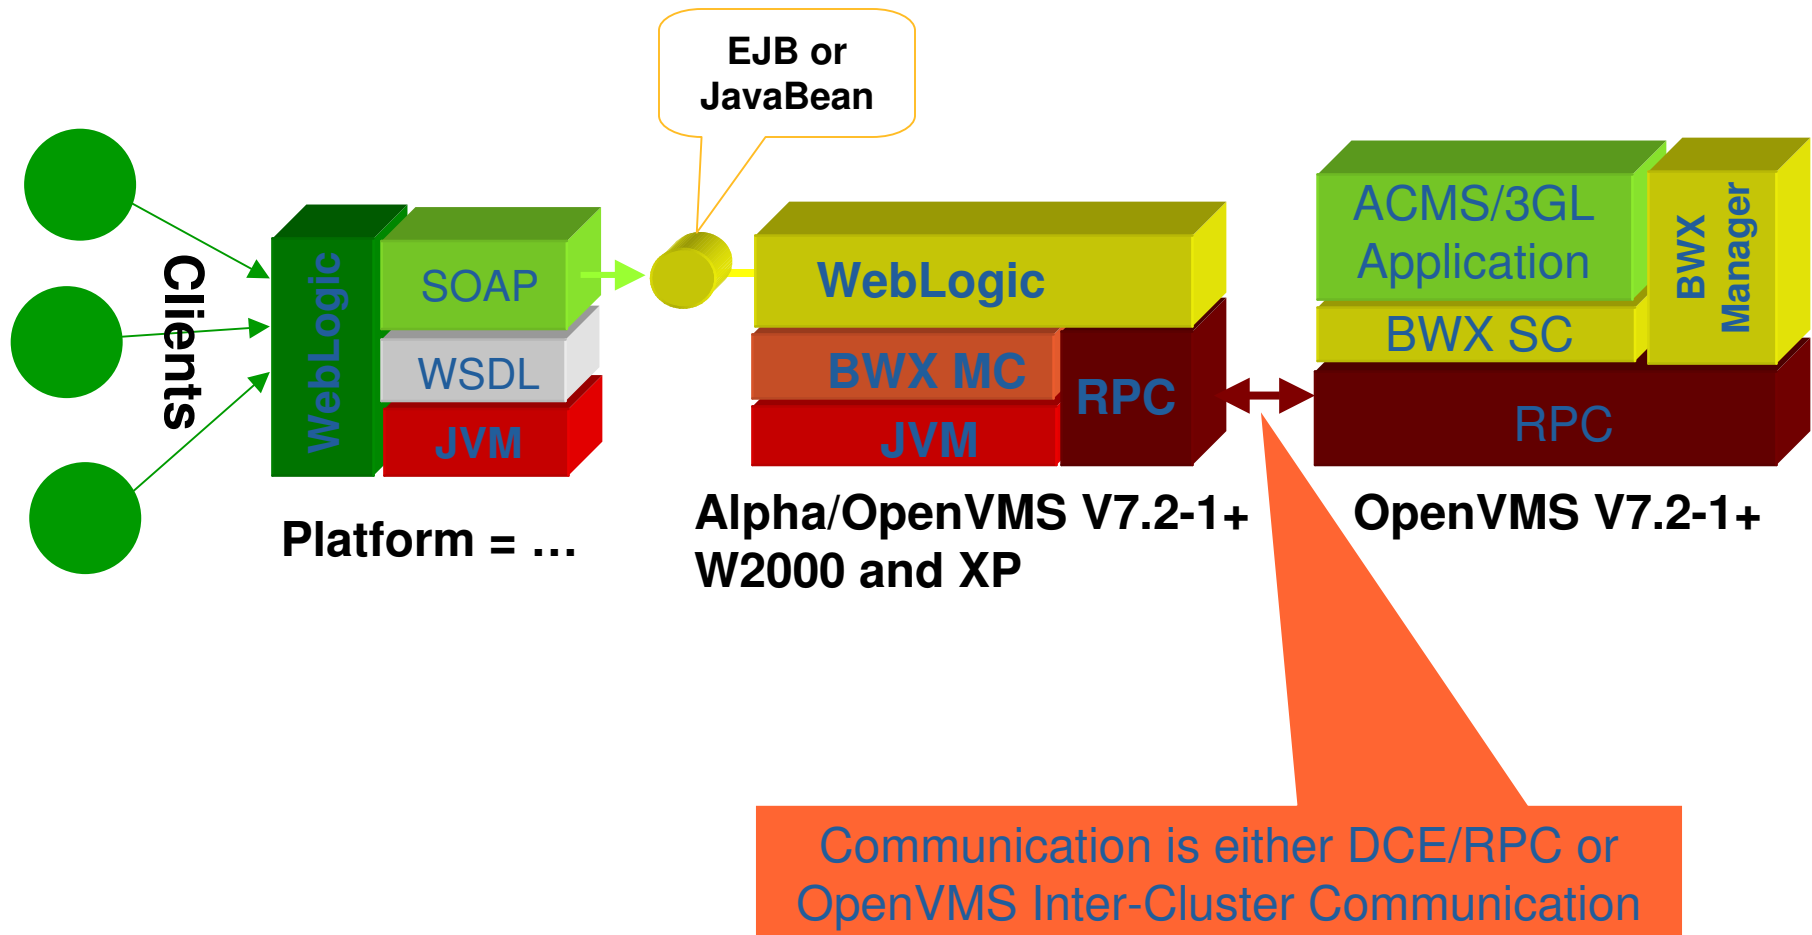 EJB or
JavaBean
Clients
WebLogic
SOAP
WSDL
JVM
Platform = …
WebLogic
BWX MC
JVM
RPC
Alpha/OpenVMS V7.2-1+
W2000 and XP
ACMS/3GL
Application
BWX SC
BWX
Manager
RPC
OpenVMS V7.2-1+
Communication is either DCE/RPC or
OpenVMS Inter-Cluster Communication